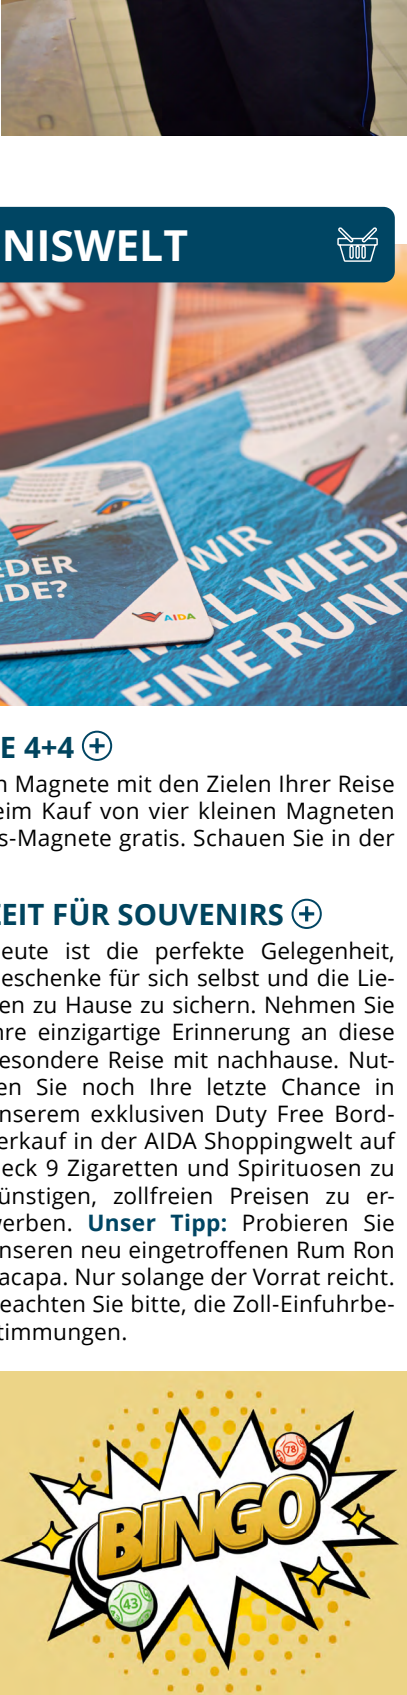 NISWELT
ER
EDER
DE?
AIDA
WIR
MAL WIEDE
EINE RUND
E 4+4
n Magnete mit den Zielen Ihrer Reise
eim Kauf von vier kleinen Magneten
s-Magnete gratis. Schauen Sie in der
ZEIT FÜR SOUVENIRS
eute ist die perfekte Gelegenheit,
eschenke für sich selbst und die Lie-
en zu Hause zu sichern. Nehmen Sie
hre einzigartige Erinnerung an diese
esondere Reise mit nachhause. Nut-
en Sie noch Ihre letzte Chance in
nserem exklusiven Duty Free Bord-
erkauf in der AIDA Shoppingwelt auf
eck 9 Zigaretten und Spirituosen zu
ünstigen, zollfreien Preisen zu er-
werben. Unser Tipp: Probieren Sie
nseren neu eingetroffenen Rum Ron
acapa. Nur solange der Vorrat reicht.
eachten Sie bitte, die Zoll-Einfuhrbe-
timmungen.
78
BINGO
43